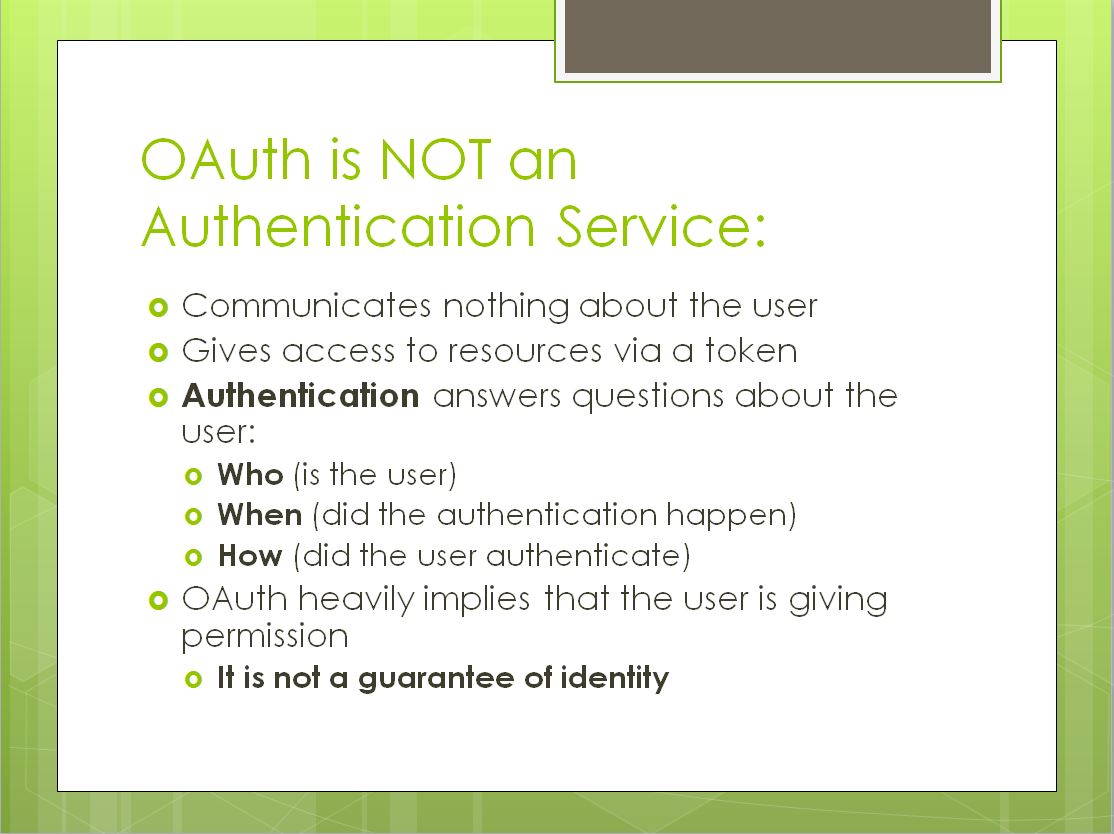 OAuth is NOT an
Authentication Service:
Communicates nothing about the user
Gives access to resources via a token
Authentication answers questions about the
user:
Who (is the user)
When (did the authentication happen)
How (did the user authenticate)
OAuth heavily implies that the user is giving
permission
It is not a guarantee of identity